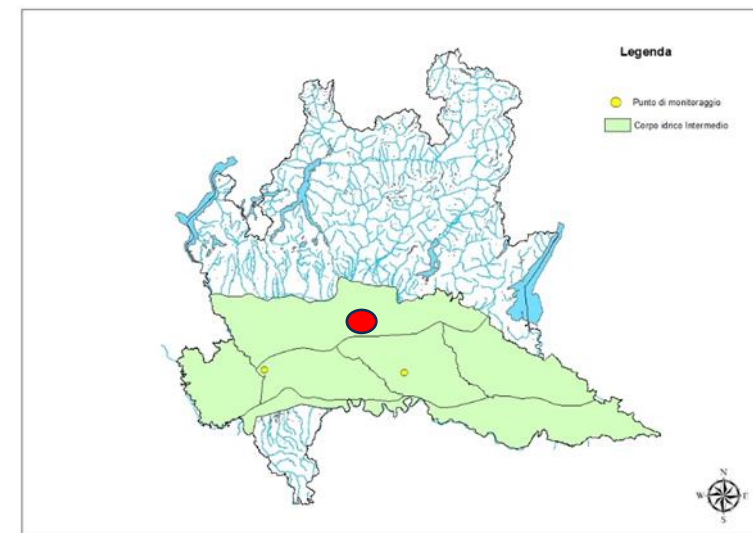 Legenda
Punto di monitoraggio
Corpo idrico Intermedio
N
W
E
S